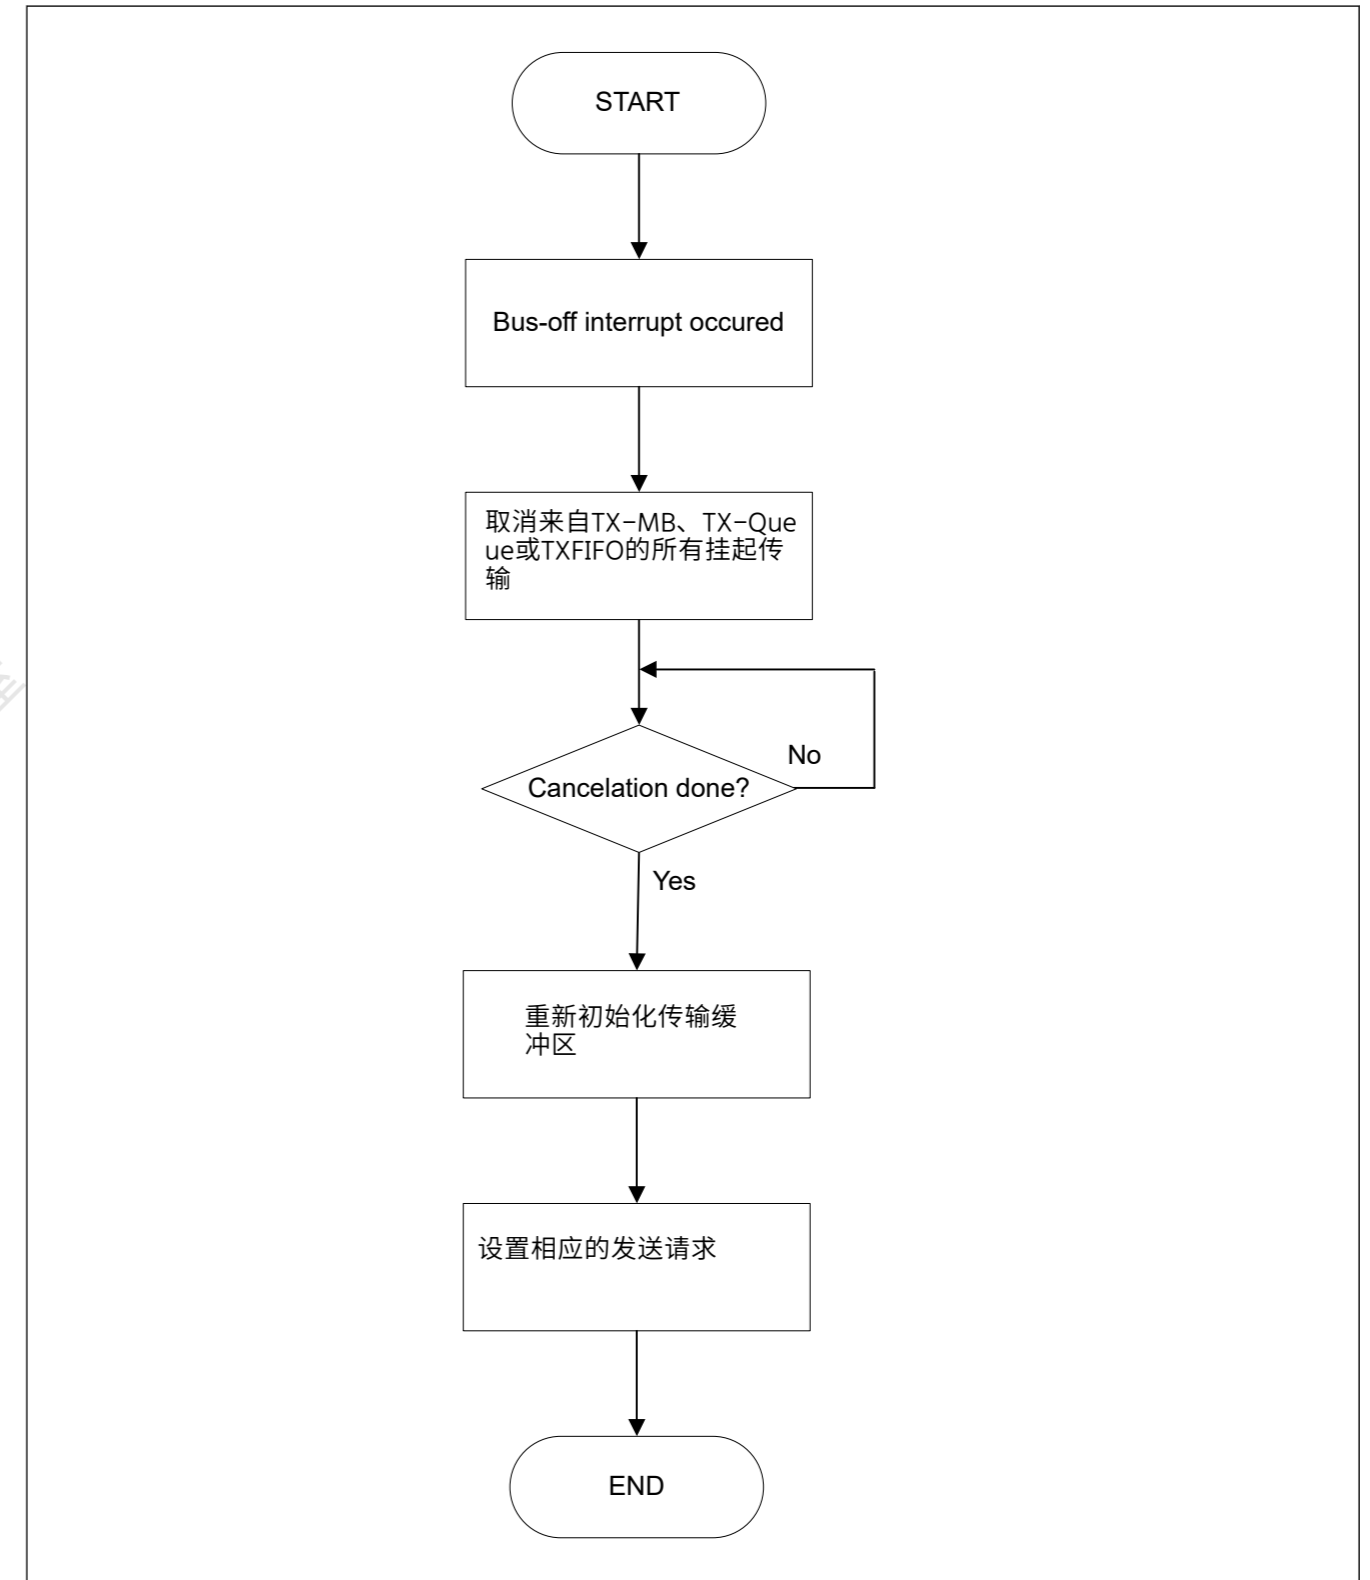 START
Bus-off interrupt occured
取消来自TX-MB、TX-Que
ue或TXFIFO的所有挂起传
输
No
Cancelation done?
Yes
重新初始化传输缓
冲区
设置相应的发送请求
END